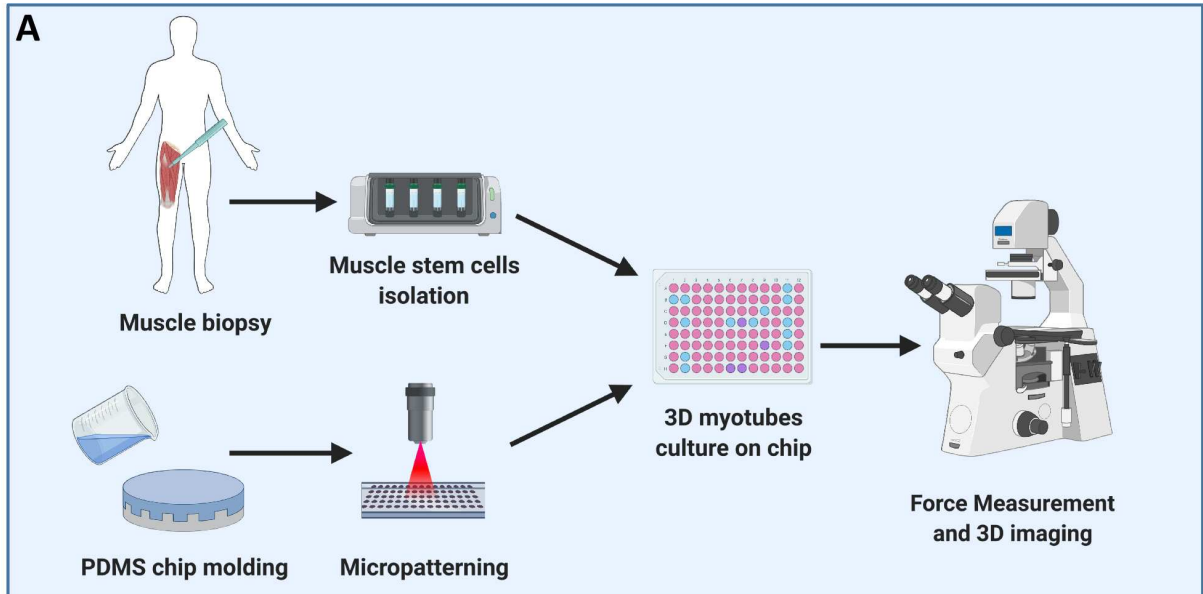 A
Muscle biopsy
Muscle stem cells
isolation
PDMS chip molding
Micropatterning
3D myotubes
culture on chip
Force Measurement
and 3D imaging